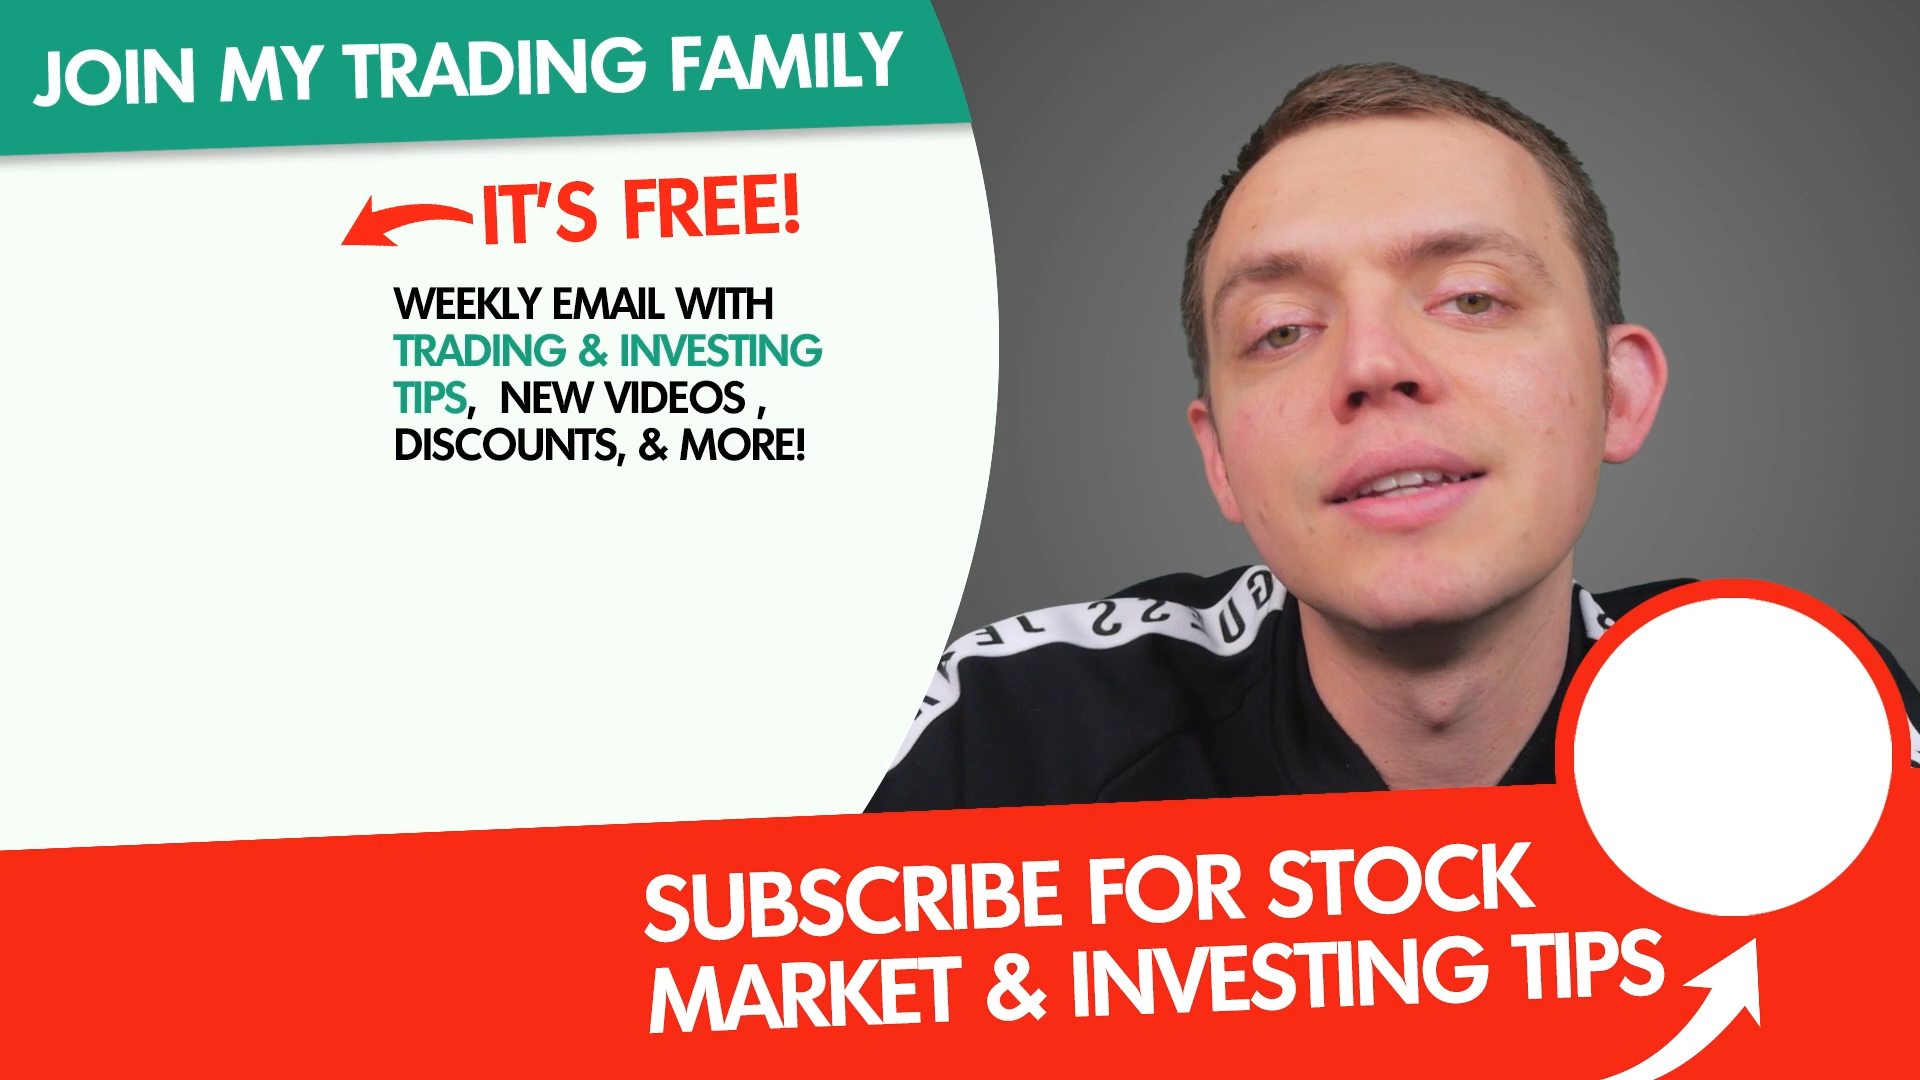 JOIN MY TRADING FAMILY
IT'S FREE!
WEEKLY EMAIL WITH
TRADING & INVESTING
TIPS, NEW VIDEOS ,
DISCOUNTS, & MORE!
SUBSCRIBE FOR STOCK
MARKET & INVESTING TIPS